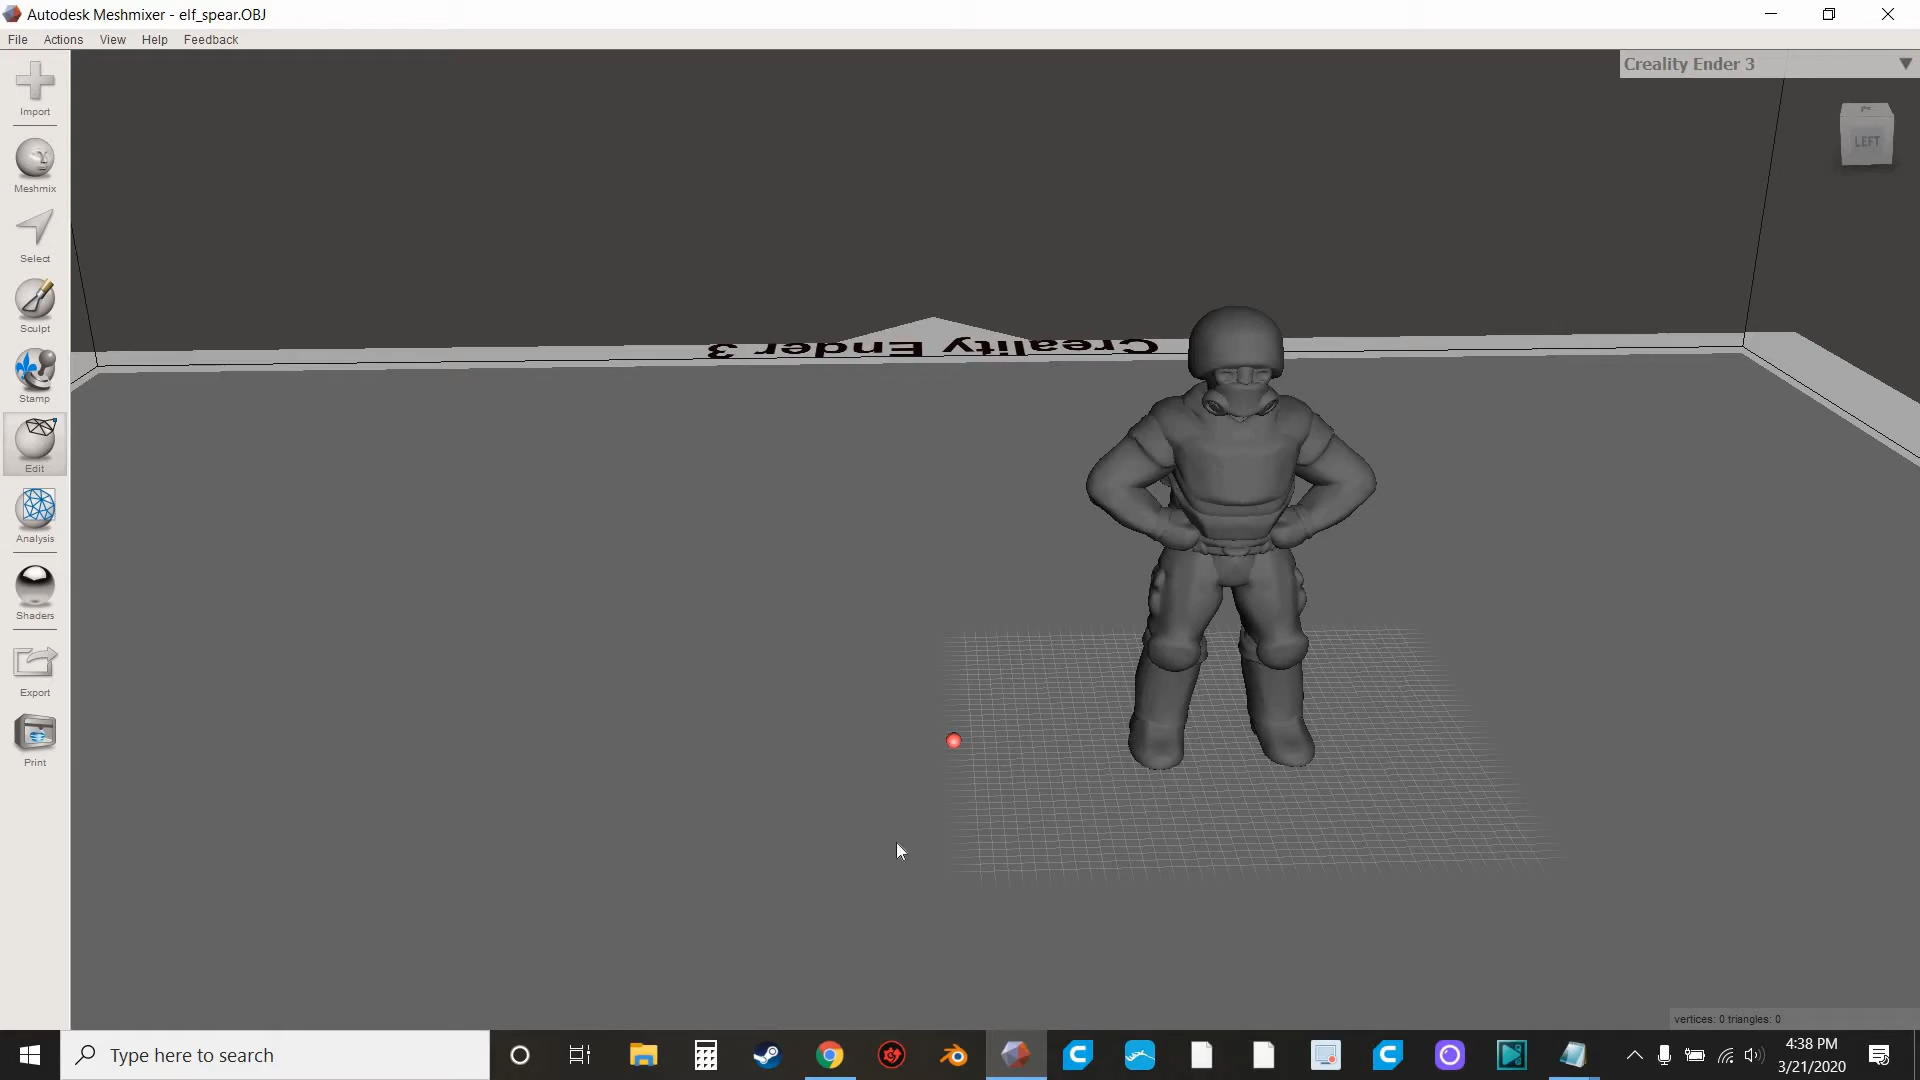 Autodesk Meshmixer - elf_spear.OBJ
File Actions View Help Feedback
Creality Ender 3
LEFT
Import
Meshmix
Select
Sculpt
Stamp
Edit
Analysis
Shaders
Export
Print
Creality Ender 3
vertices: 0 triangles: 0
Type here to search
4:38 PM
3/21/2020